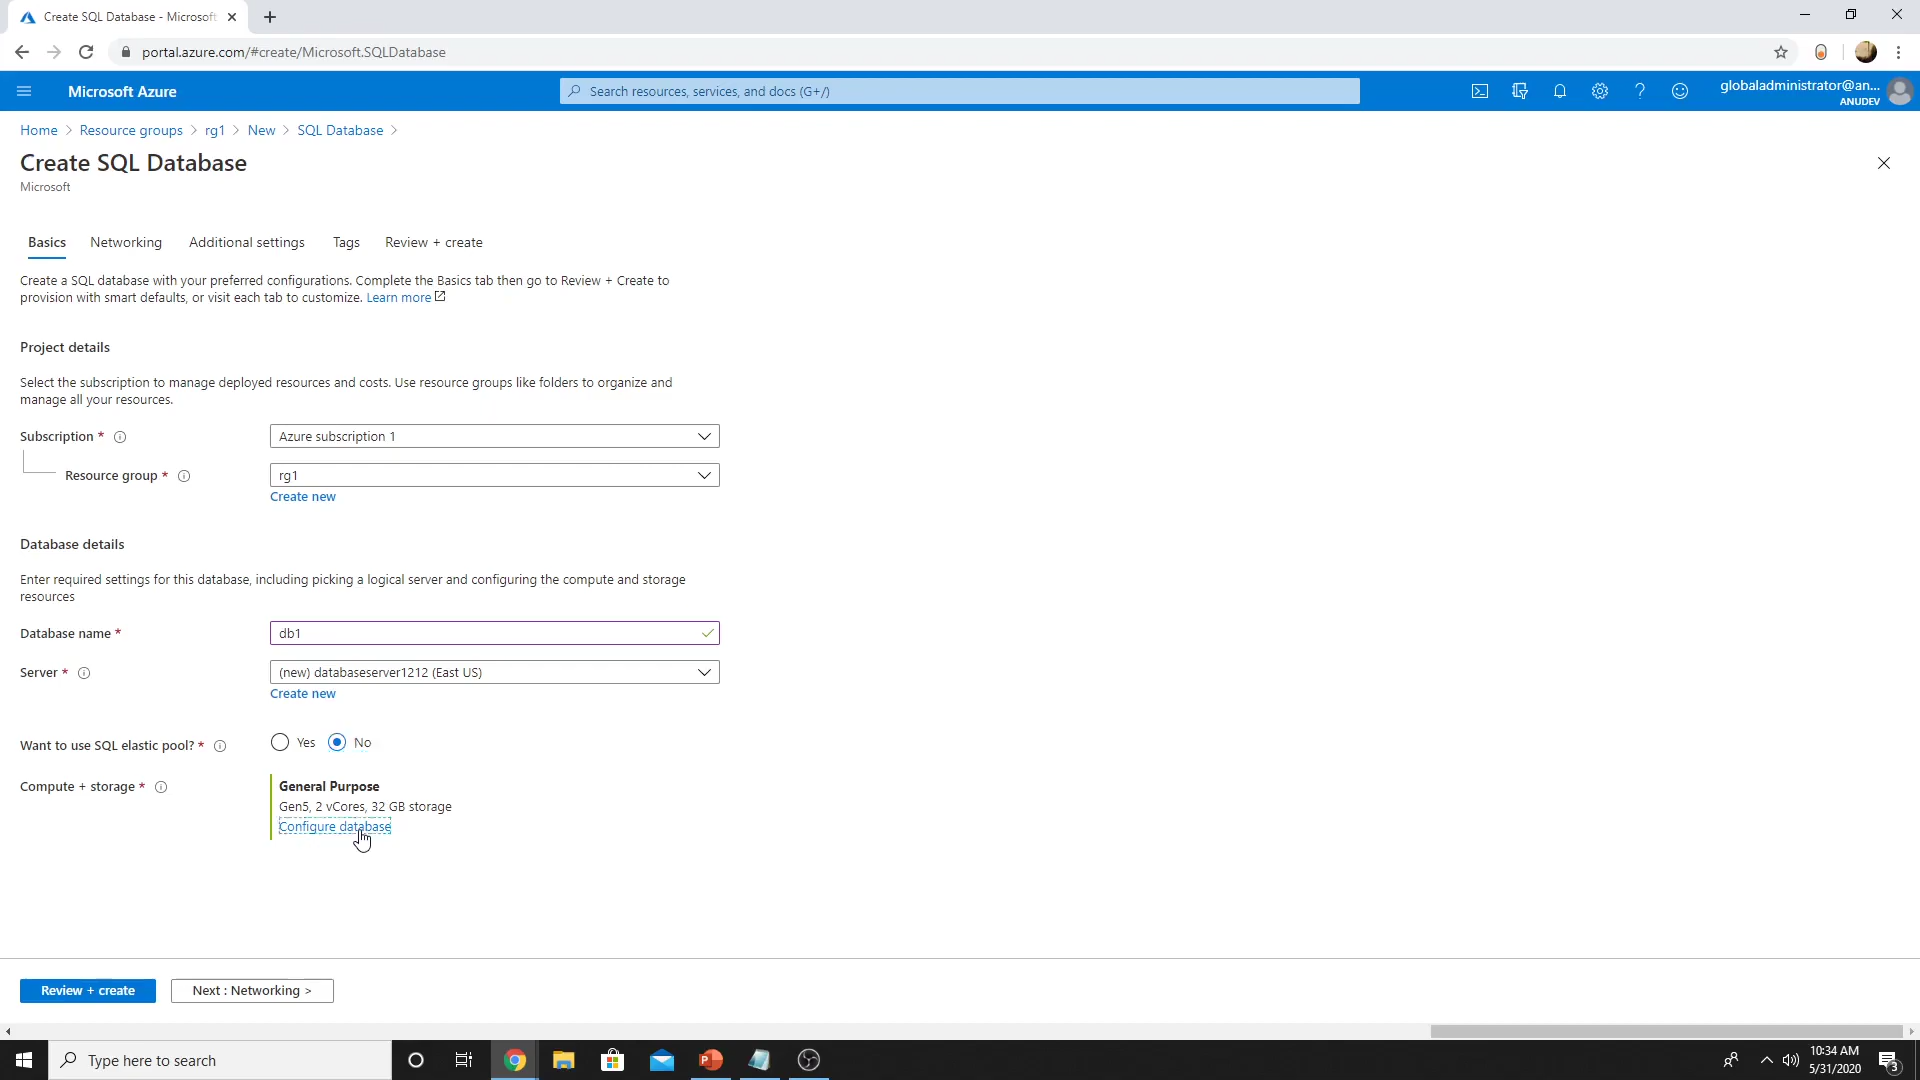 Create SQL Database - Microsoft
portal.azure.com/#create/Microsoft.SQLDatabase
Microsoft Azure
Search resources, services, and docs (G+/)
globaladministrator@an...
ANUDEV
Home > Resource groups > rg1 > New > SQL Database >
Create SQL Database
Microsoft
Basics Networking Additional settings Tags Review + create
Create a SQL database with your preferred configurations. Complete the Basics tab then go to Review + Create to
provision with smart defaults, or visit each tab to customize. Learn more
Project details
Select the subscription to manage deployed resources and costs. Use resource groups like folders to organize and
manage all your resources.
Subscription * Azure subscription 1
Resource group * rg1
Create new
Database details
Enter required settings for this database, including picking a logical server and configuring the compute and storage
resources
Database name * db1
Server * (new) databaseserver1212 (East US)
Create new
Want to use SQL elastic pool? * Yes No
Compute + storage * General Purpose
Gen5, 2 vCores, 32 GB storage
Configure database
Review + create Next : Networking >
Type here to search
10:34 AM
5/31/2020
3